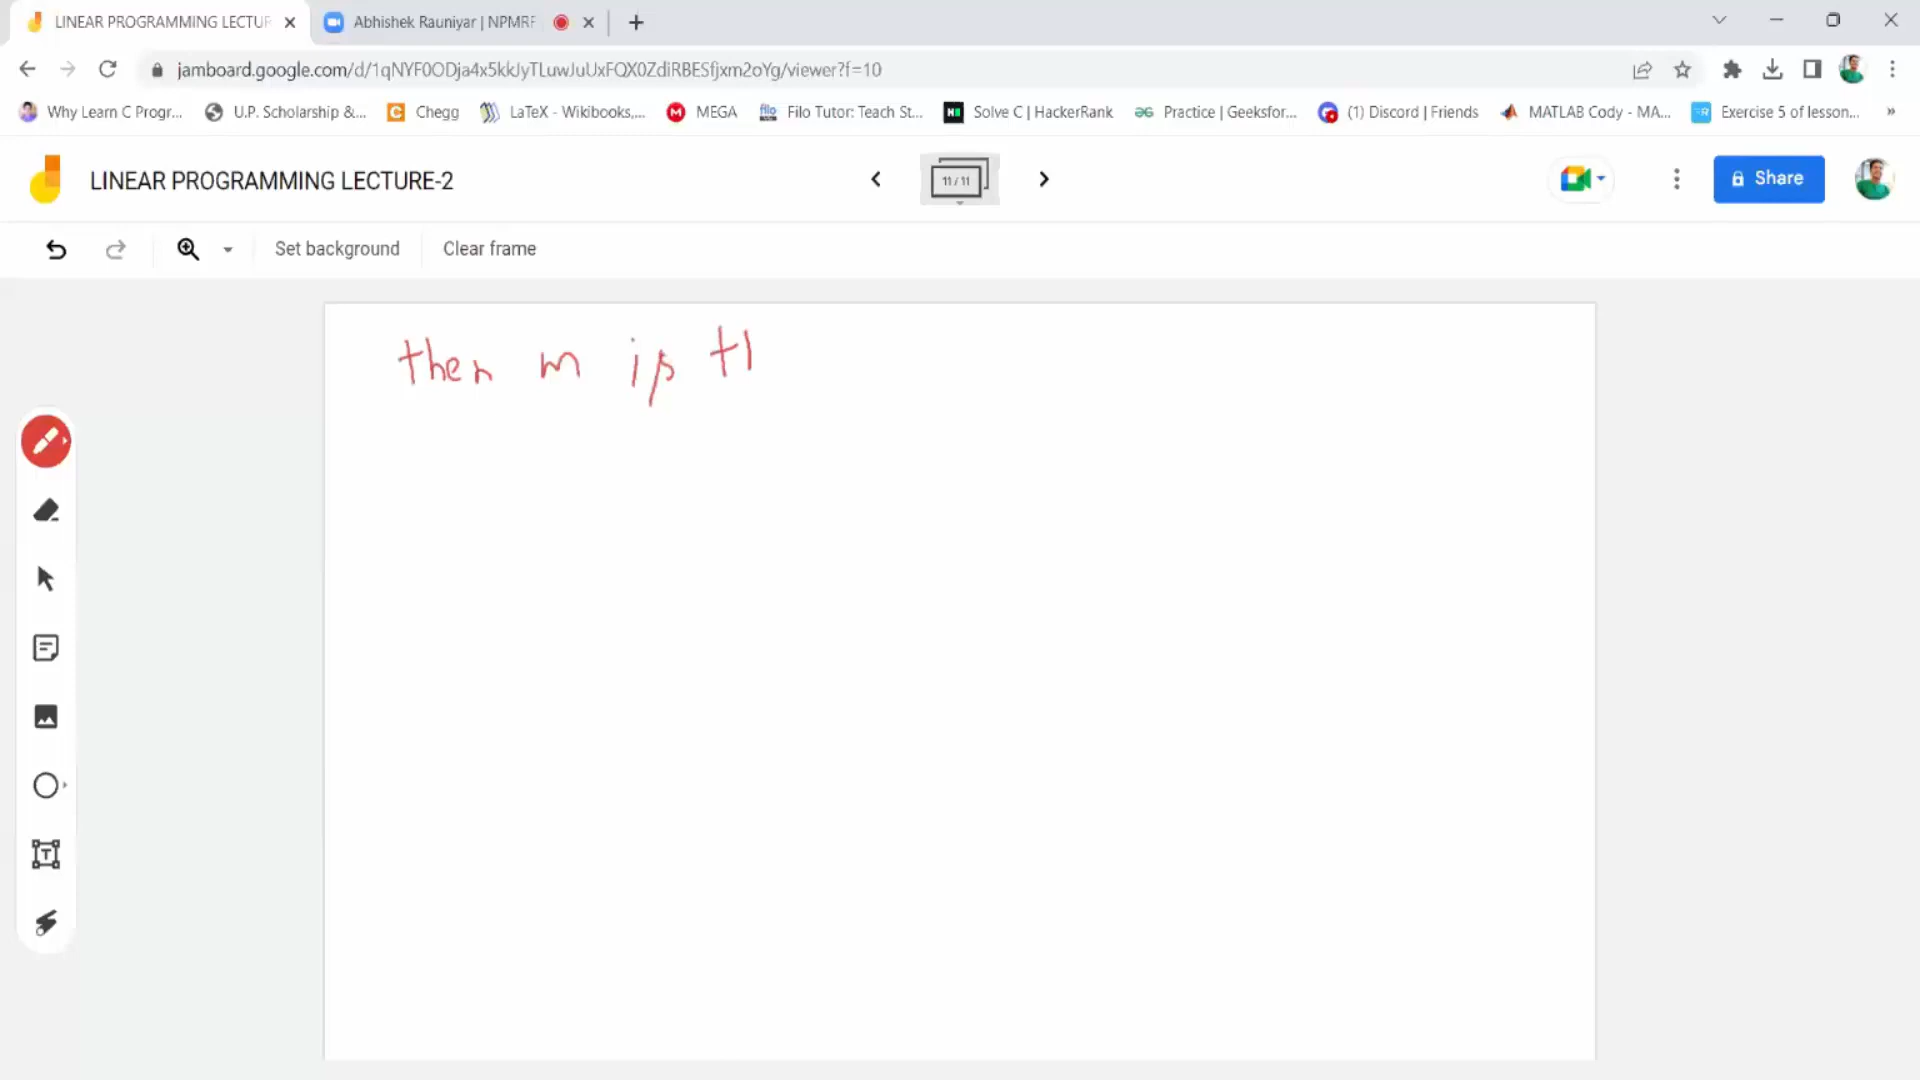 LINEAR PROGRAMMING LECTUR
Abhishek Rauniyar | NPMRF
jamboard.google.com/d/1qNYF0ODja4x5kkJyTLuwJuUxFQX0ZdiRBESfjxm2oYg/viewer?f=10
Why Learn C Progr... U.P. Scholarship &... Chegg LaTeX - Wikibooks,... MEGA Filo Tutor: Teach St... Solve C | HackerRank Practice | Geeksfor... (1) Discord | Friends MATLAB Cody - MA... Exercise 5 of lesson... »
LINEAR PROGRAMMING LECTURE-2
11 / 11
Share
Set background Clear frame
then m is th